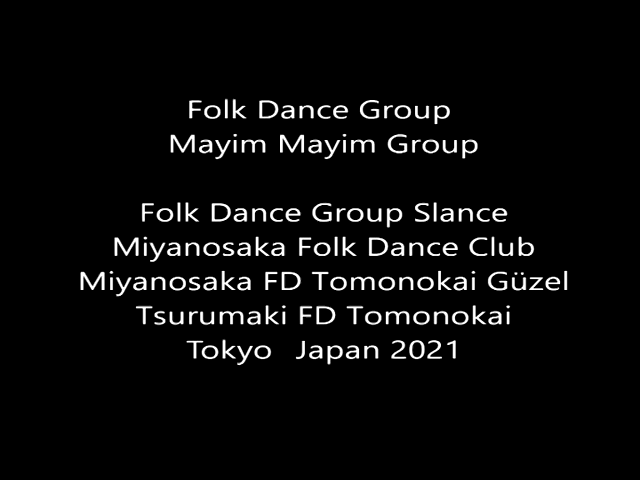 Folk Dance Group
Mayim Mayim Group
Folk Dance Group Slance
Miyanosaka Folk Dance Club
Miyanosaka FD Tomonokai Güzel
Tsurumaki FD Tomonokai
Tokyo Japan 2021